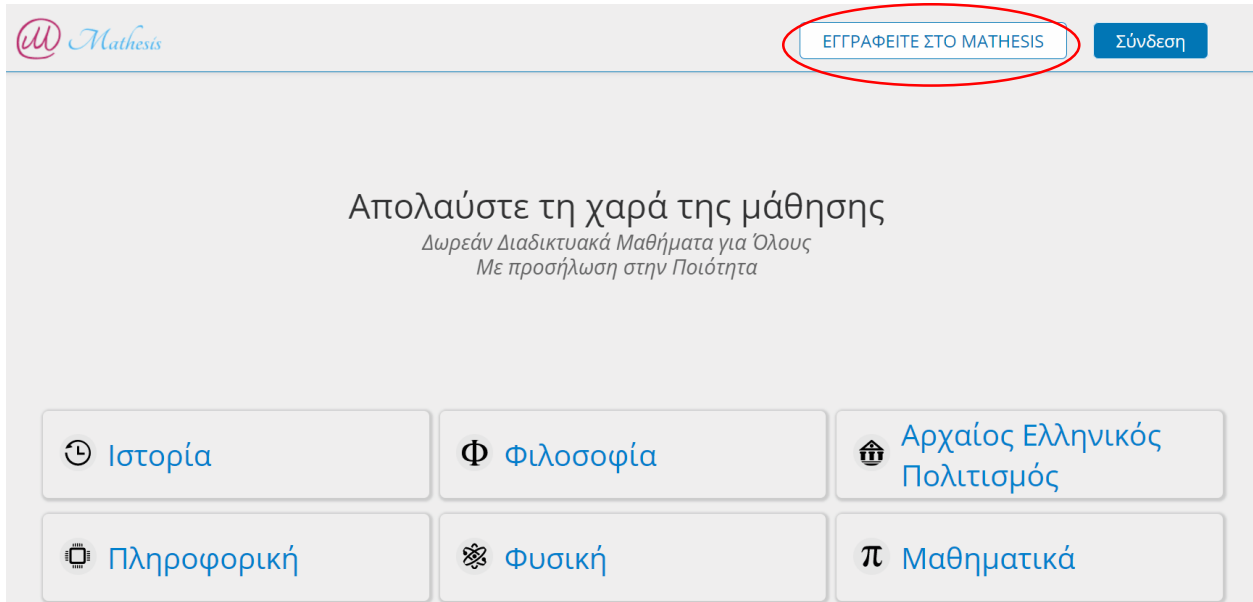 Mathesis
ΕΓΓΡΑΦΕΙΤΕ ΣΤΟ MATHESIS
Σύνδεση
Απολαύστε τη χαρά της μάθησης
Δωρεάν Διαδικτυακά Μαθήματα για Όλους
Με προσήλωση στην Ποιότητα
Ιστορία
Φ Φιλοσοφία
Αρχαίος Ελληνικός
Πολιτισμός
Πληροφορική
Φυσική
π Μαθηματικά